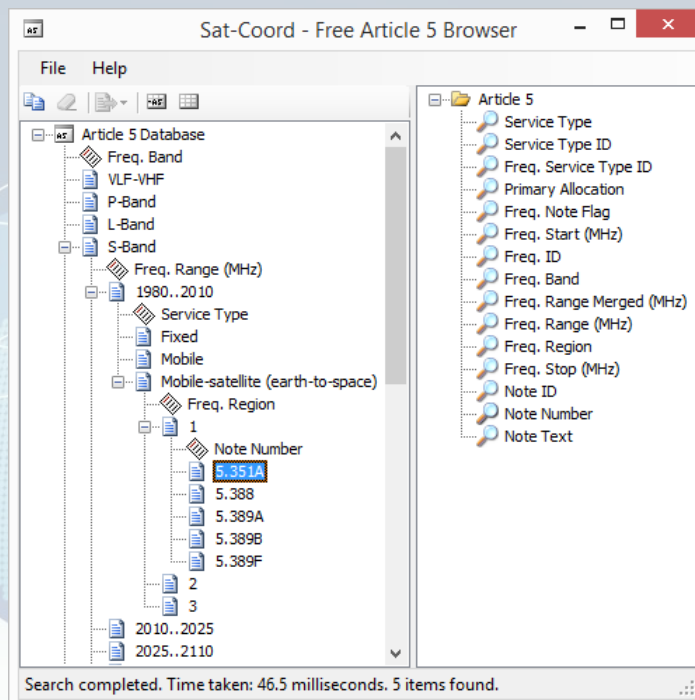 Sat-Coord - Free Article 5 Browser
File Help
Article 5 Database
Freq. Band
VLF-VHF
P-Band
L-Band
S-Band
Freq. Range (MHz)
1980..2010
Service Type
Fixed
Mobile
Mobile-satellite (earth-to-space)
Freq. Region
1
Note Number
5.351A
5.388
5.389A
5.389B
5.389F
2
3
2010..2025
2025..2110
Article 5
Service Type
Service Type ID
Freq. Service Type ID
Primary Allocation
Freq. Note Flag
Freq. Start (MHz)
Freq. ID
Freq. Band
Freq. Range Merged (MHz)
Freq. Range (MHz)
Freq. Region
Freq. Stop (MHz)
Note ID
Note Number
Note Text
Search completed. Time taken: 46.5 milliseconds. 5 items found.